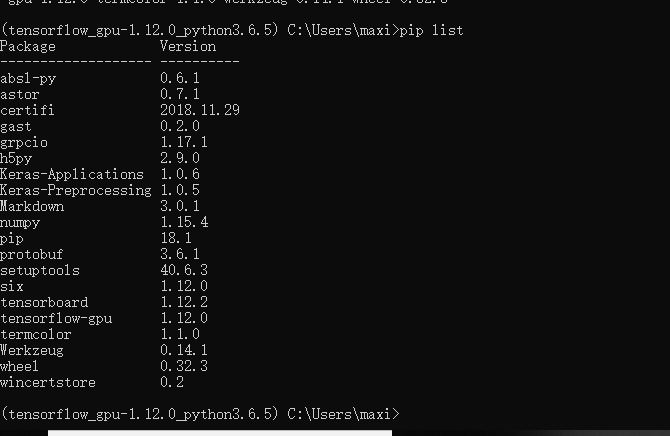 (tensorflow_gpu-1.12.0_python3.6.5) C:\Users\maxi>pip list
Package            Version
------------------- ----------
absl-py             0.6.1
astor               0.7.1
certifi             2018.11.29
gast                0.2.0
grpcio              1.17.1
h5py                2.9.0
Keras-Applications  1.0.6
Keras-Preprocessing 1.0.5
Markdown            3.0.1
numpy               1.15.4
pip                 18.1
protobuf            3.6.1
setuptools          40.6.3
six                 1.12.0
tensorboard         1.12.2
tensorflow-gpu      1.12.0
termcolor           1.1.0
Werkzeug            0.14.1
wheel               0.32.3
wincertstore        0.2
(tensorflow_gpu-1.12.0_python3.6.5) C:\Users\maxi>